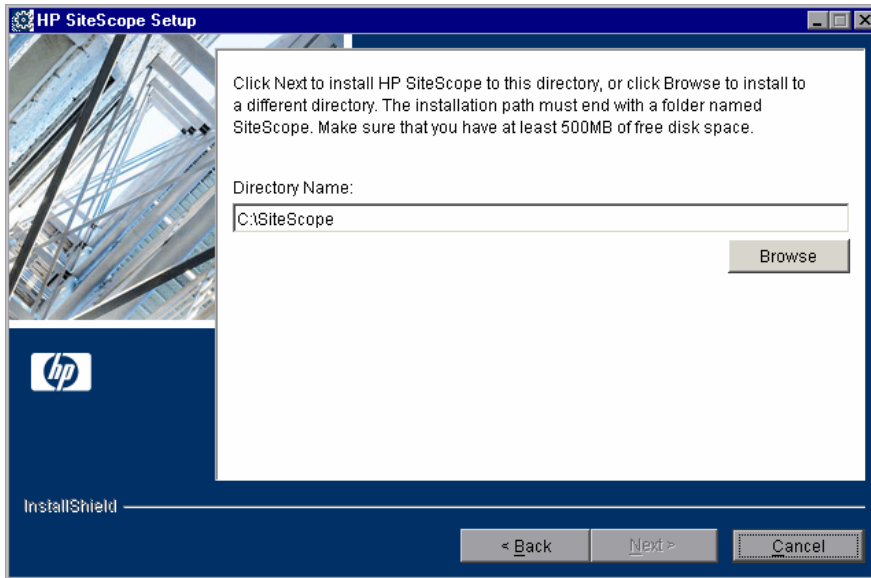 HP SiteScope Setup
Click Next to install HP SiteScope to this directory, or click Browse to install to
a different directory. The installation path must end with a folder named
SiteScope. Make sure that you have at least 500MB of free disk space.
Directory Name:
C:\SiteScope
Browse
hp
InstallShield
< Back
Next >
Cancel